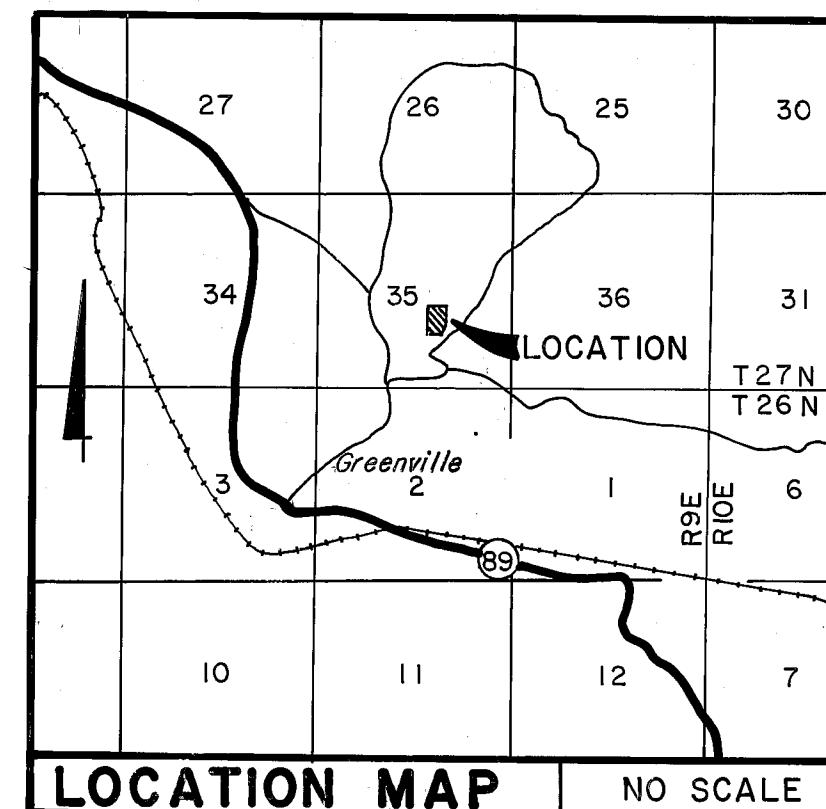 27 26 25 30
34 35 36 31
LOCATION
T27N
T26N
Greenville
3 2 1 6
R9E R10E
89
10 11 12 7
LOCATION MAP NO SCALE